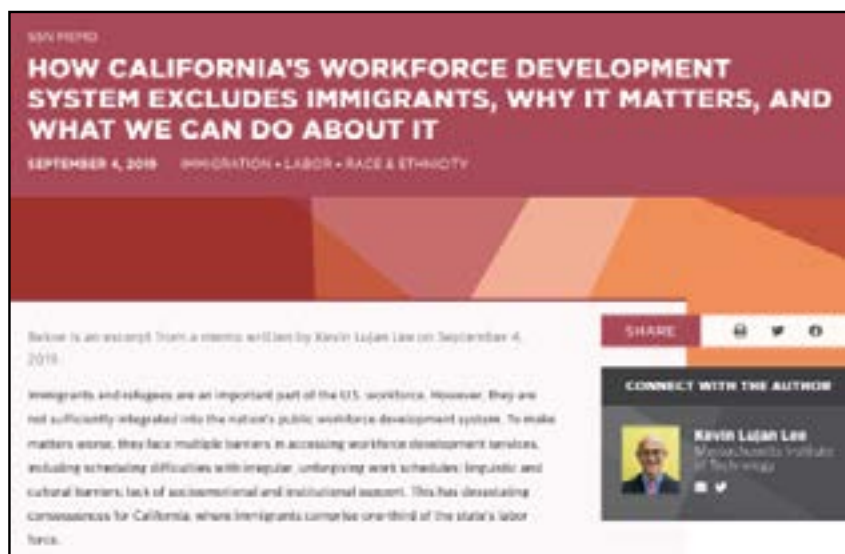 SSN MEMO
HOW CALIFORNIA'S WORKFORCE DEVELOPMENT
SYSTEM EXCLUDES IMMIGRANTS, WHY IT MATTERS, AND
WHAT WE CAN DO ABOUT IT
SEPTEMBER 4, 2019 IMMIGRATION • LABOR • RACE & ETHNICITY
Below is an excerpt from a memo written by Kevin Lujan Lee on September 4,
2019.
Immigrants and refugees are an important part of the U.S. workforce. However, they are
not sufficiently integrated into the nation's public workforce development system. To make
matters worse, they face multiple barriers in accessing workforce development services,
including scheduling difficulties with irregular, unforgiving work schedules; linguistic and
cultural barriers; lack of socioemotional and institutional support. This has devastating
consequences for California, where immigrants comprise one-third of the state's labor
force.
SHARE
CONNECT WITH THE AUTHOR
Kevin Lujan Lee
Massachusetts Institute
of Technology